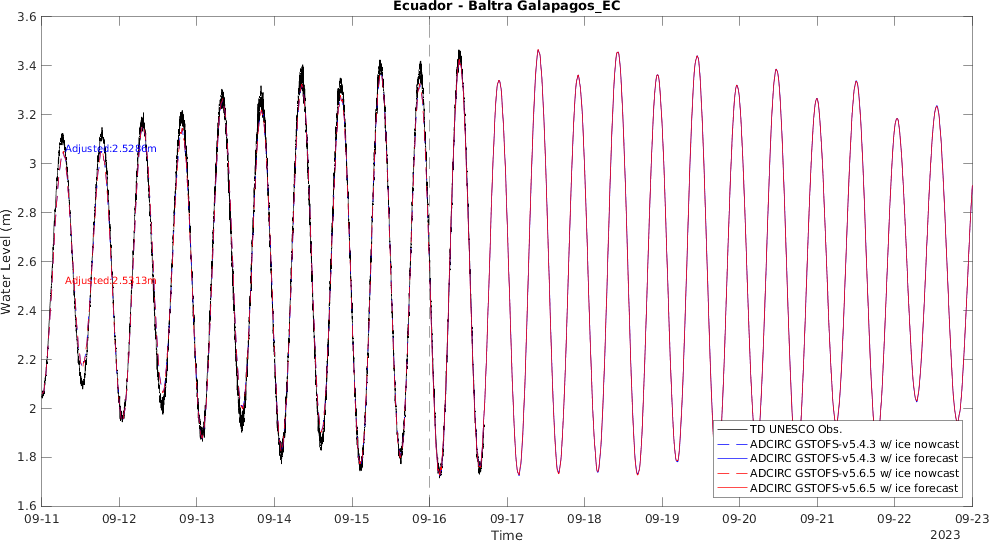 Ecuador - Baltra Galapagos_EC
3.6
3.4
3.2
3
2.8
2.6
2.4
2.2
2
1.8
1.6
Water Level (m)
Adjusted:2.5286m
Adjusted:2.5313m
TD UNESCO Obs.
ADCIRC GSTOFS-v5.4.3 w/ ice nowcast
ADCIRC GSTOFS-v5.4.3 w/ ice forecast
ADCIRC GSTOFS-v5.6.5 w/ ice nowcast
ADCIRC GSTOFS-v5.6.5 w/ ice forecast
09-11 09-12 09-13 09-14 09-15 09-16 09-17 09-18 09-19 09-20 09-21 09-22 09-23
Time
2023